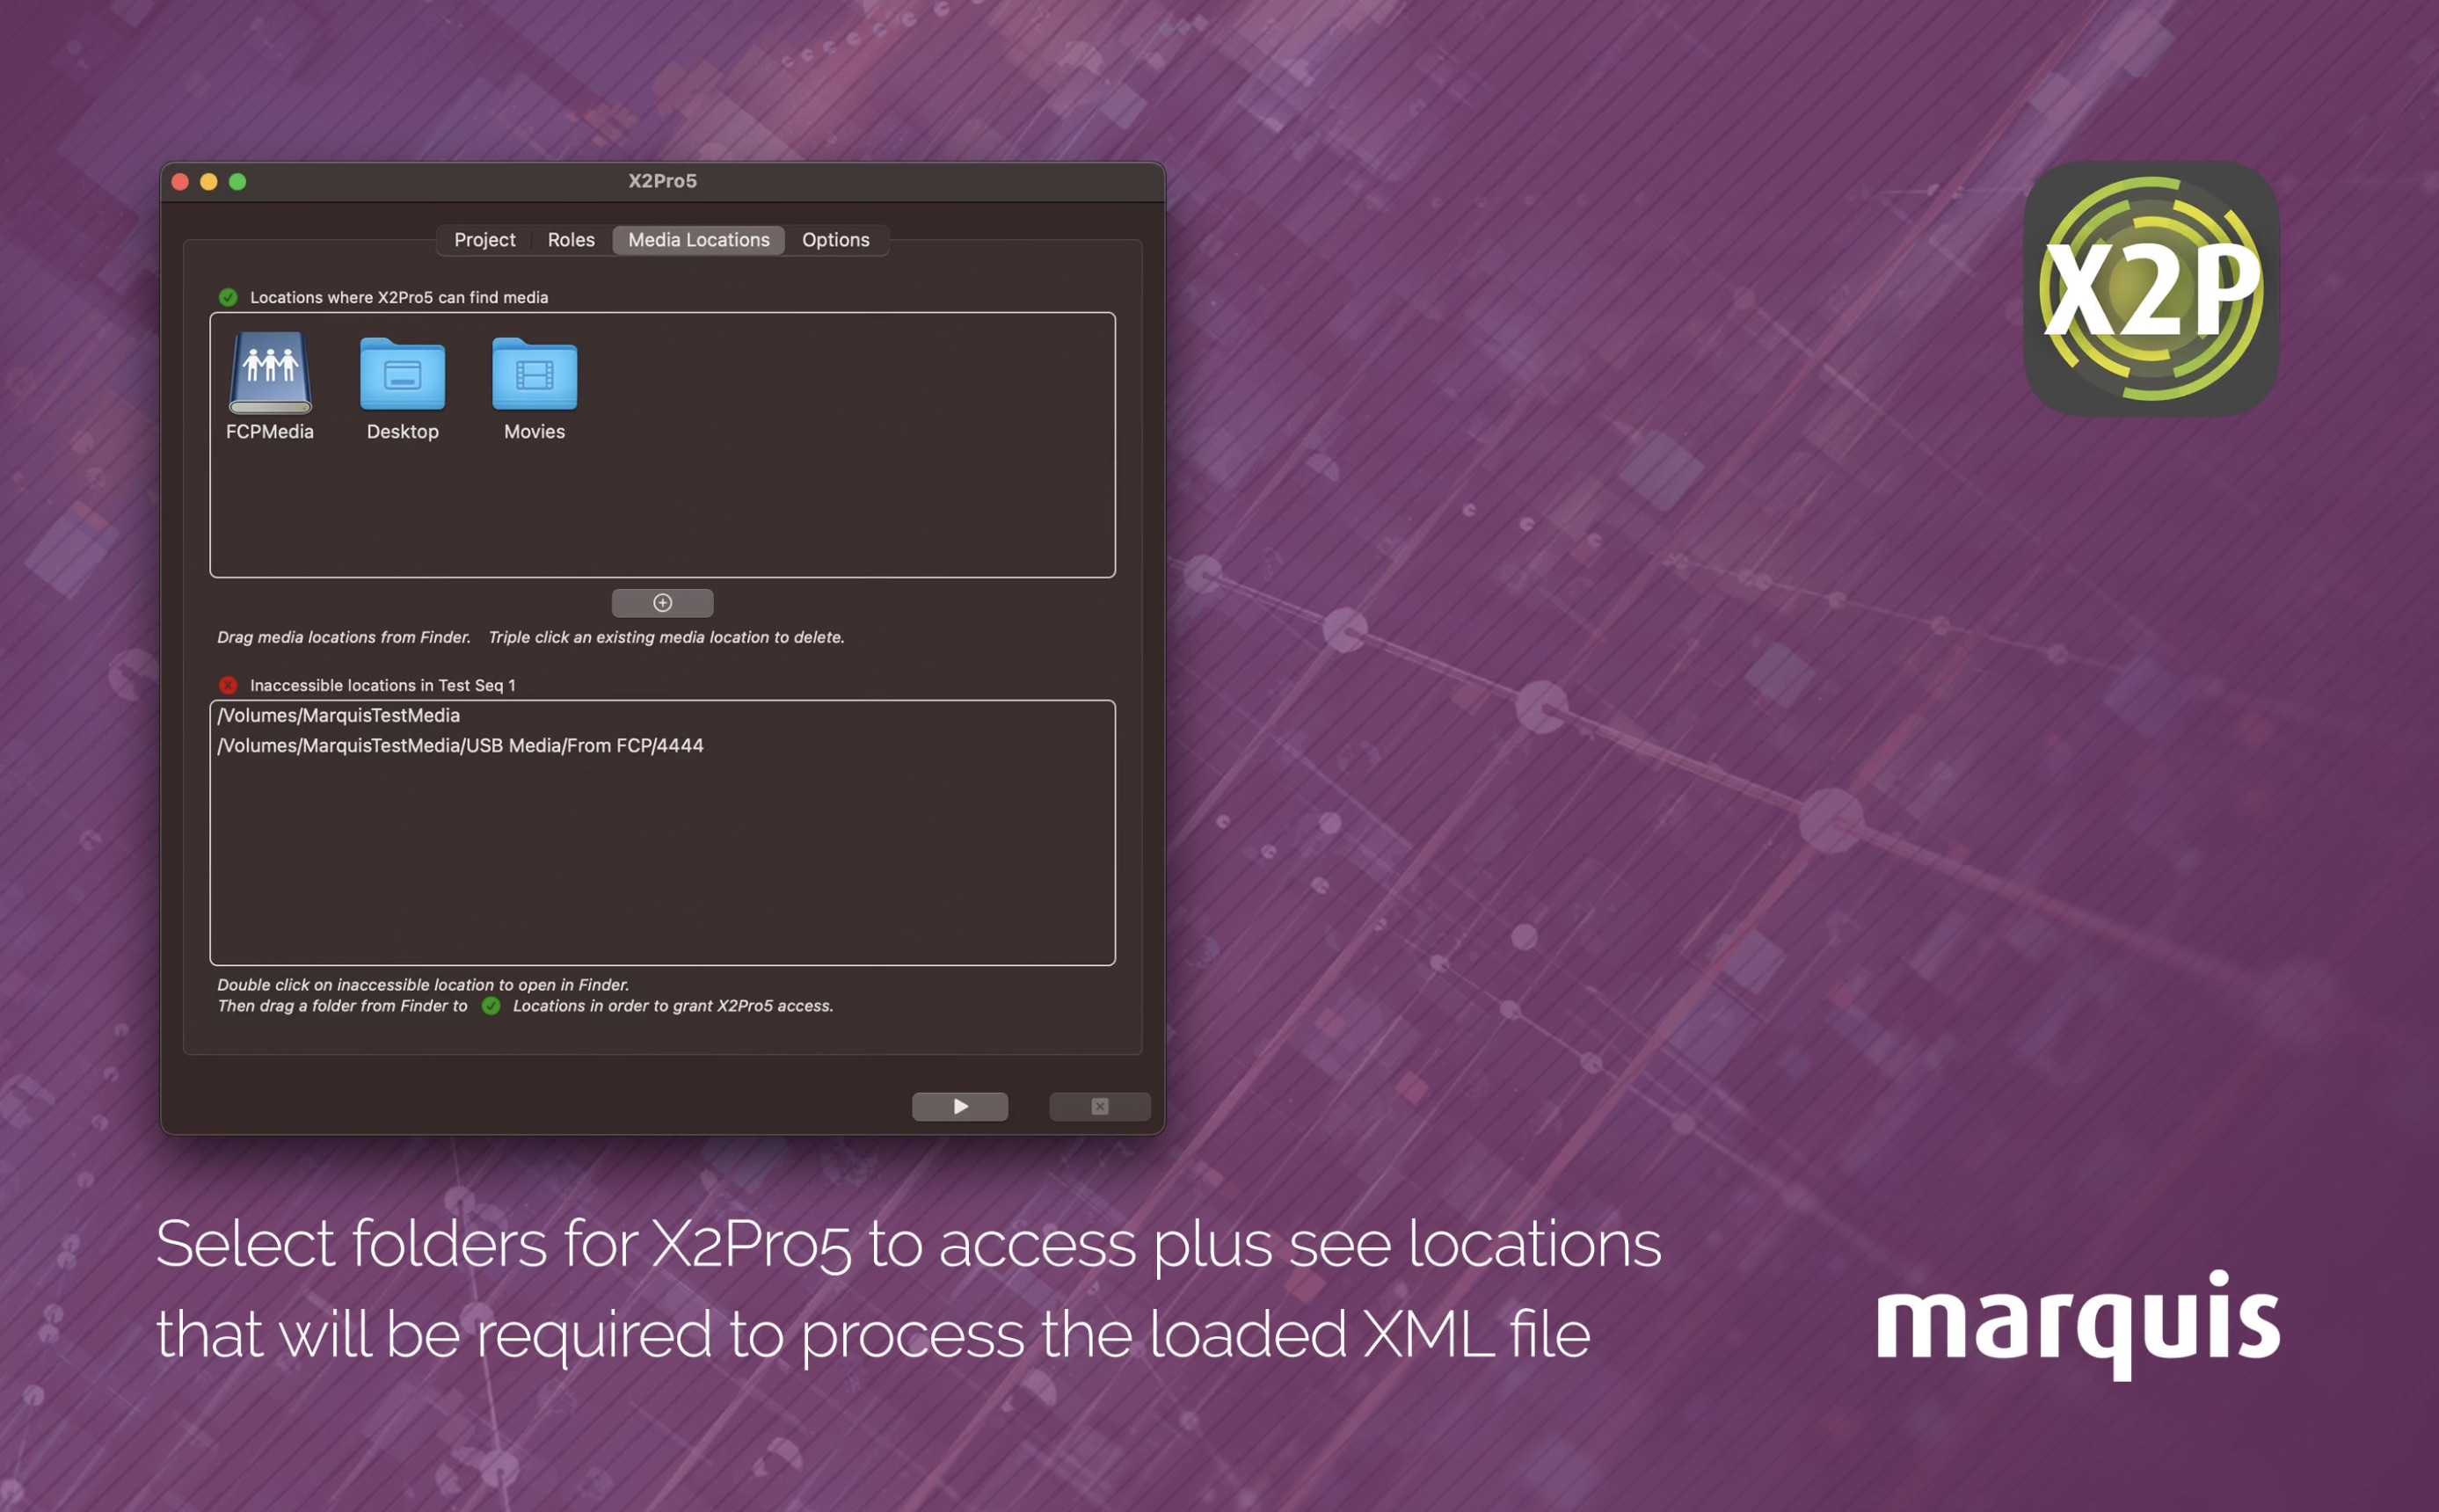 X2Pro5
Project Roles Media Locations Options
Locations where X2Pro5 can find media
FCPMedia Desktop Movies
Drag media locations from Finder. Triple click an existing media location to delete.
Inaccessible locations in Test Seq 1
/Volumes/MarquisTestMedia
/Volumes/MarquisTestMedia/USB Media/From FCP/4444
Double click on inaccessible location to open in Finder.
Then drag a folder from Finder to Locations in order to grant X2Pro5 access.
X2P
Select folders for X2Pro5 to access plus see locations
that will be required to process the loaded XML file
marquis